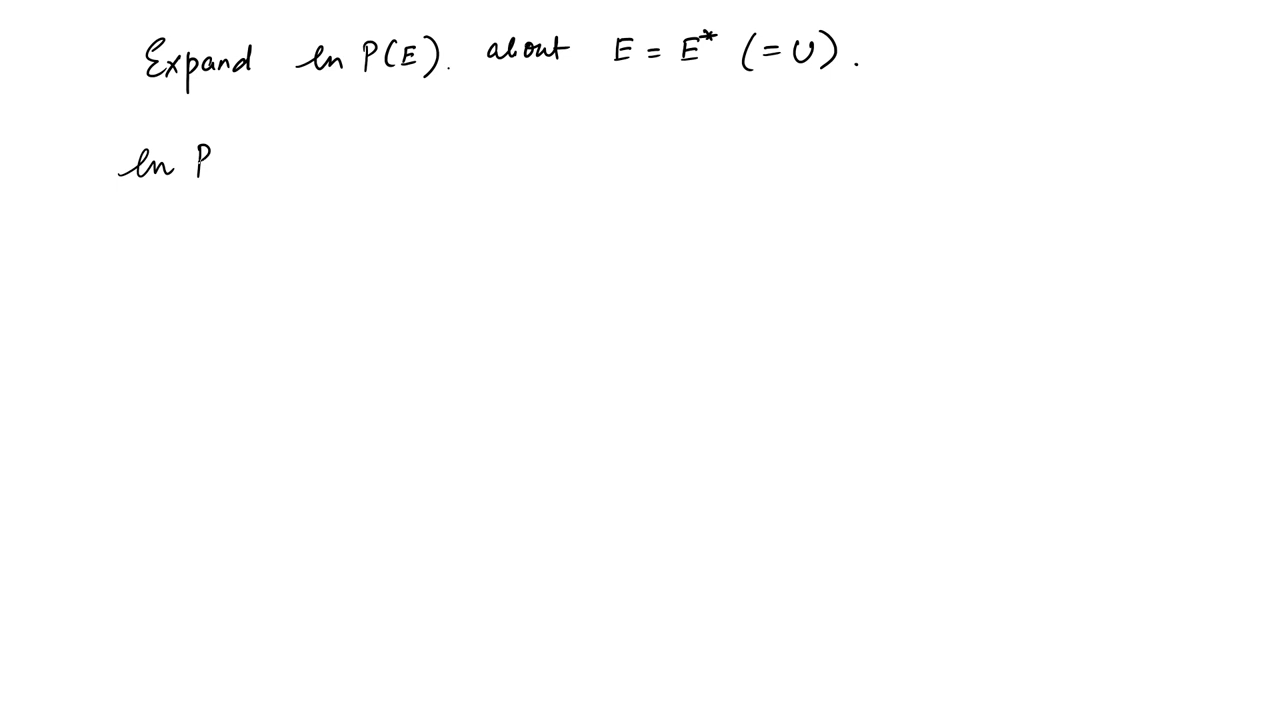 Expand ln P(E). about E = E* (= U).
ln P